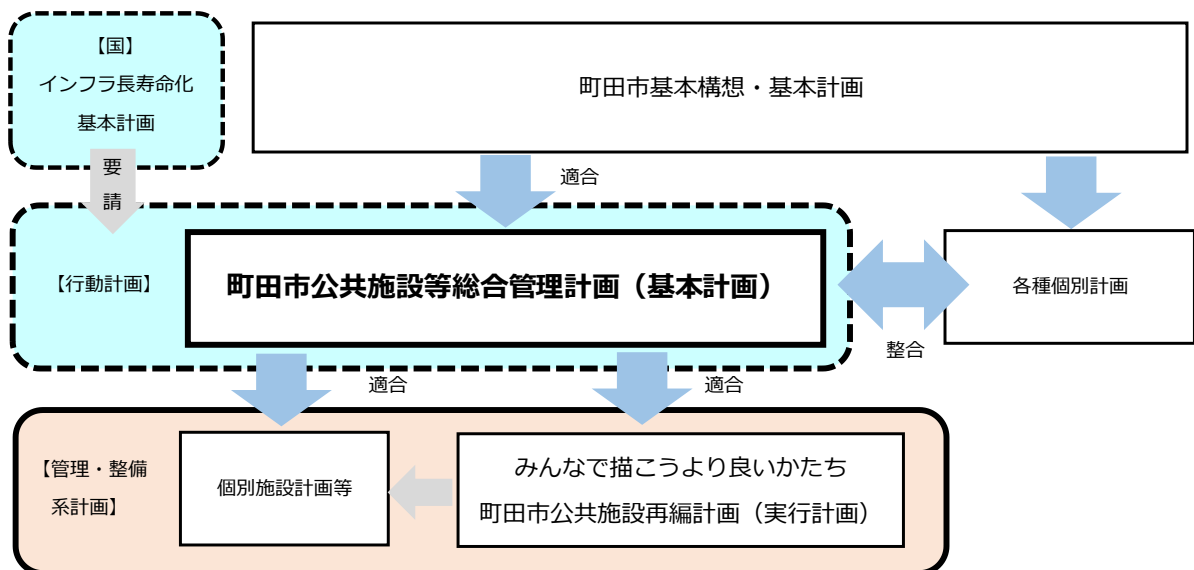 【国】
インフラ長寿命化
基本計画
町田市基本構想・基本計画
要
請
適合
【行動計画】
町田市公共施設等総合管理計画（基本計画）
各種個別計画
整合
適合
適合
【管理・整備
系計画】
個別施設計画等
みんなで描こうより良いかたち
町田市公共施設再編計画（実行計画）